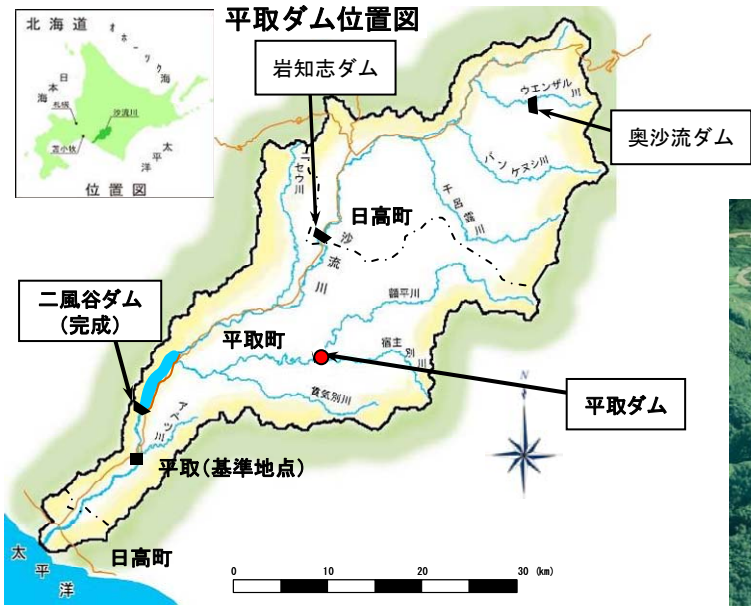 平取ダム位置図
北海道
オホーツク海
日本海
札幌
沙流川
苫小牧
太平洋
位置図
岩知志ダム
ウエンザル川
奥沙流ダム
パンケヌシ川
千呂露川
日高町
沙流川
額平川
二風谷ダム
(完成)
平取町
宿主別川
貫気別川
平取ダム
アベツ川
N
平取(基準地点)
日高町
太平洋
0 10 20 30 (km)